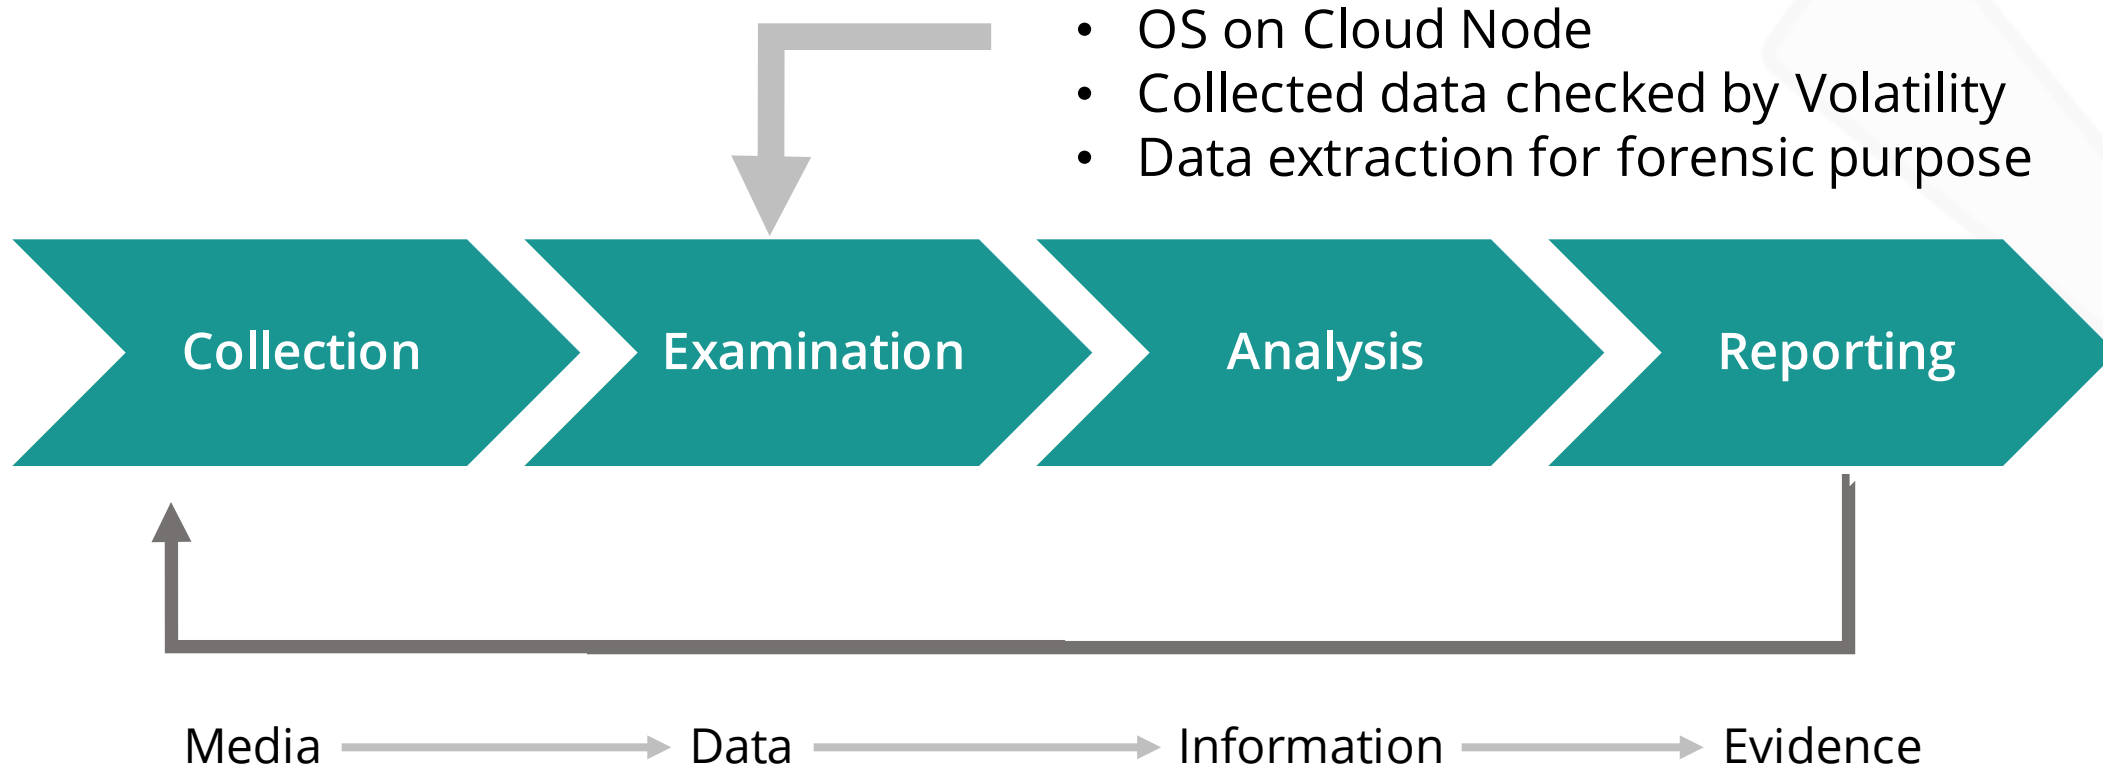 • OS on Cloud Node
• Collected data checked by Volatility
• Data extraction for forensic purpose
Collection
Examination
Analysis
Reporting
Media
Data
Information
Evidence